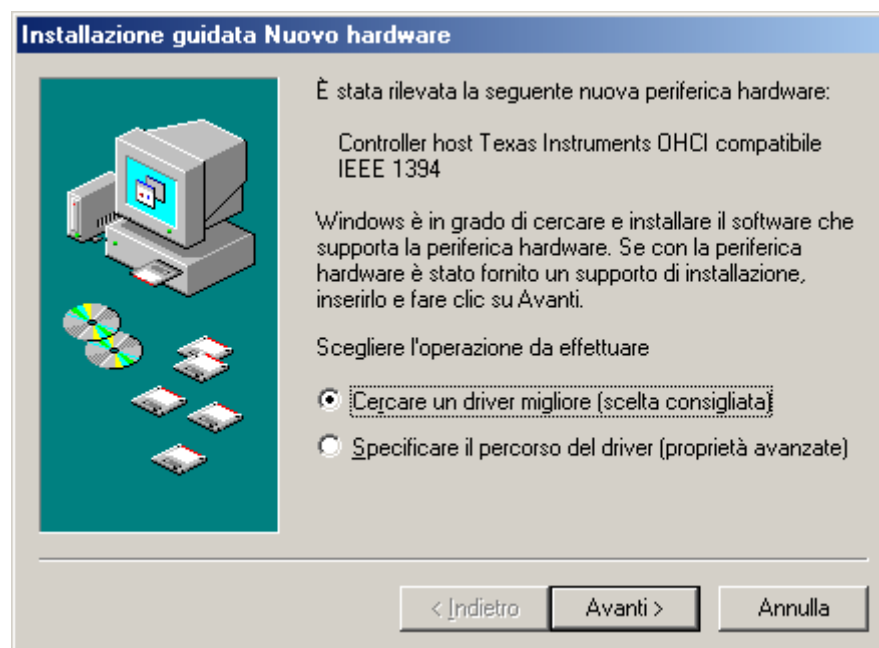 Installazione guidata Nuovo hardware
È stata rilevata la seguente nuova periferica hardware:
Controller host Texas Instruments OHCI compatibile
IEEE 1394
Windows è in grado di cercare e installare il software che
supporta la periferica hardware. Se con la periferica
hardware è stato fornito un supporto di installazione,
inserirlo e fare clic su Avanti.
Scegliere l'operazione da effettuare
Cercare un driver migliore (scelta consigliata)
Specificare il percorso del driver (proprietà avanzate)
< Indietro
Avanti >
Annulla